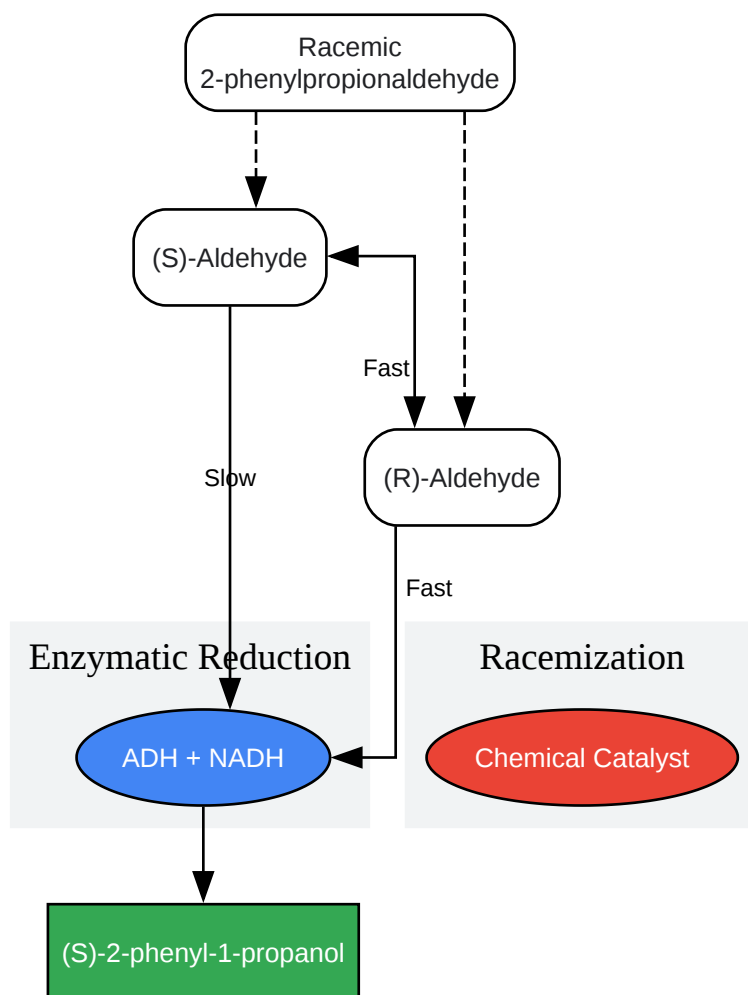 Racemic
2-phenylpropionaldehyde
(S)-Aldehyde
Fast
(R)-Aldehyde
Slow
Fast
Enzymatic Reduction
Racemization
ADH + NADH
Chemical Catalyst
(S)-2-phenyl-1-propanol